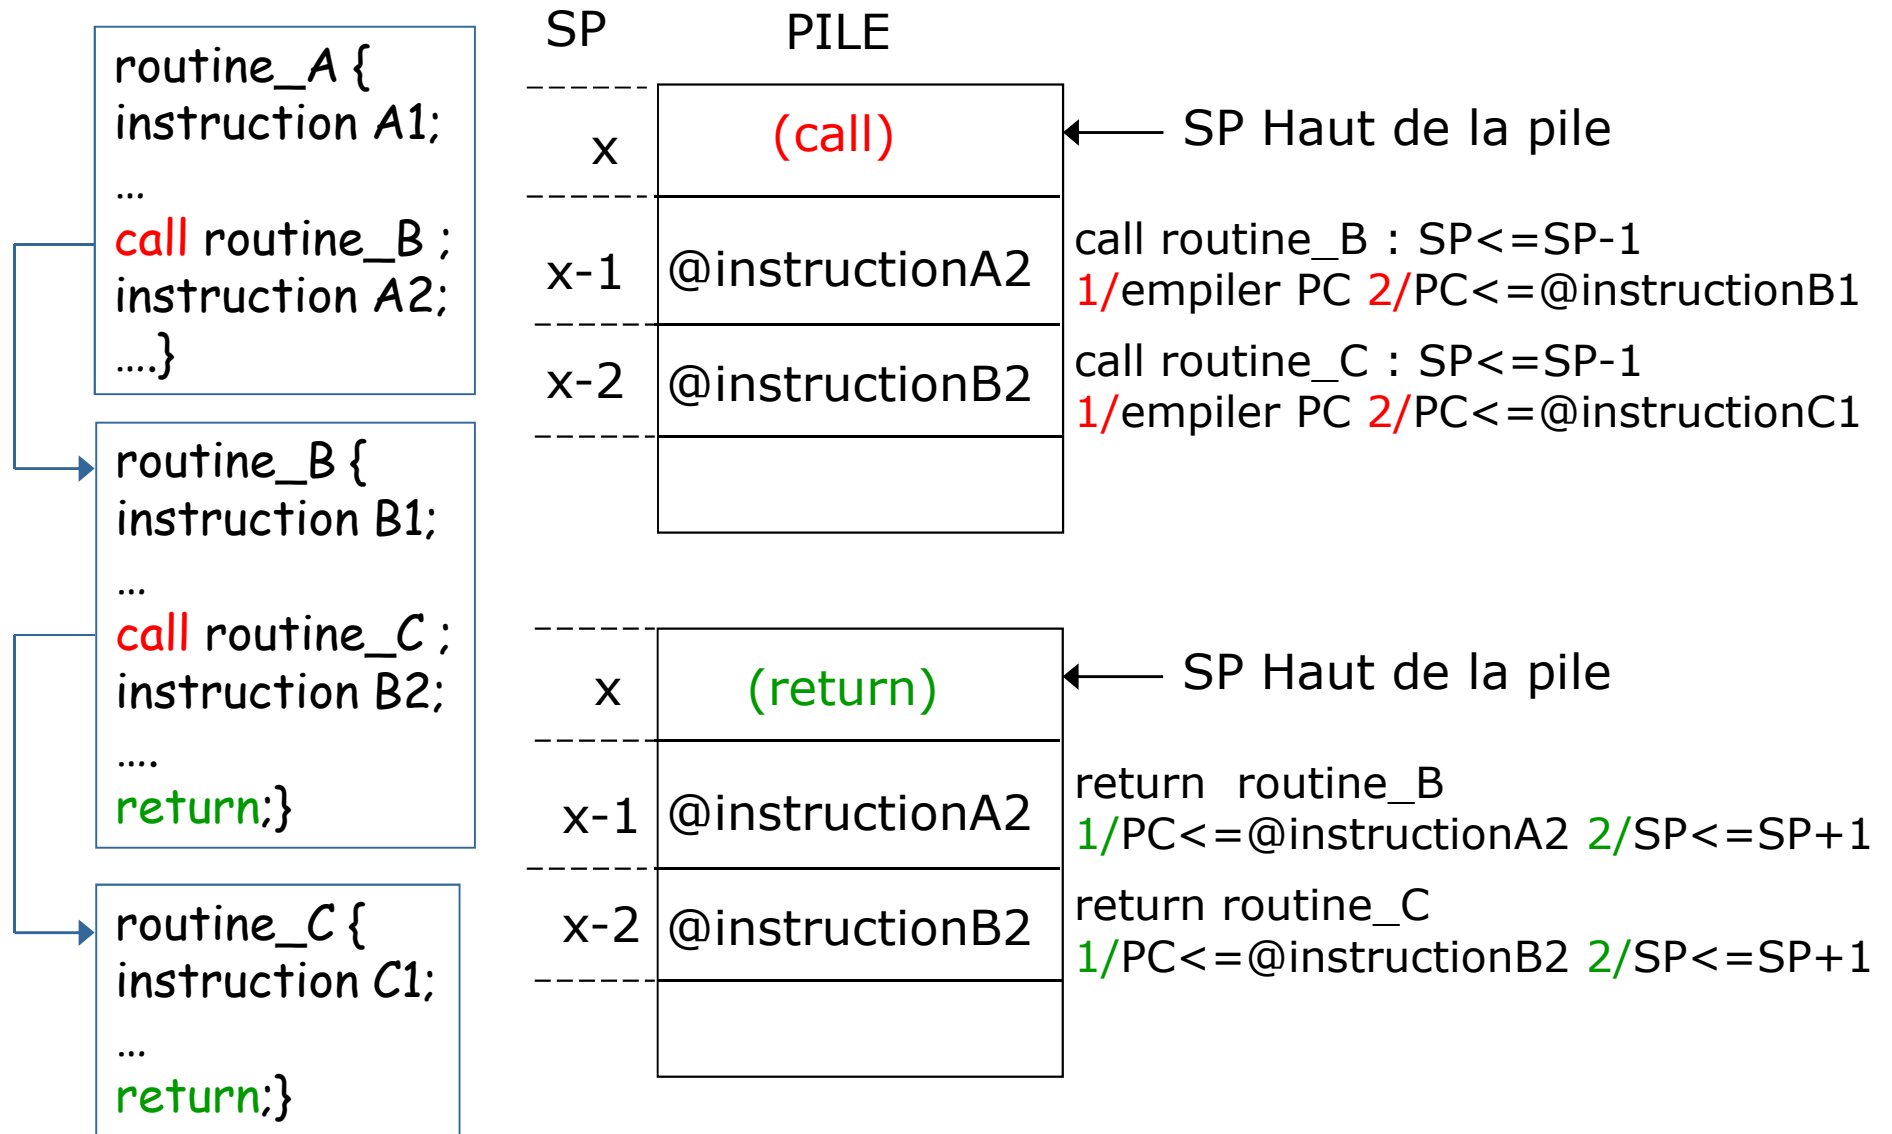 routine_A {
instruction A1;
...
call routine_B ;
instruction A2;
....}
routine_B {
instruction B1;
...
call routine_C ;
instruction B2;
....
return;}
routine_C {
instruction C1;
...
return;}
SP PILE
x (call) SP Haut de la pile
x-1 @instructionA2
call routine_B : SP<=SP-1
1/empiler PC 2/PC<=@instructionB1
x-2 @instructionB2
call routine_C : SP<=SP-1
1/empiler PC 2/PC<=@instructionC1
x (return) SP Haut de la pile
x-1 @instructionA2
return routine_B
1/PC<=@instructionA2 2/SP<=SP+1
x-2 @instructionB2
return routine_C
1/PC<=@instructionB2 2/SP<=SP+1